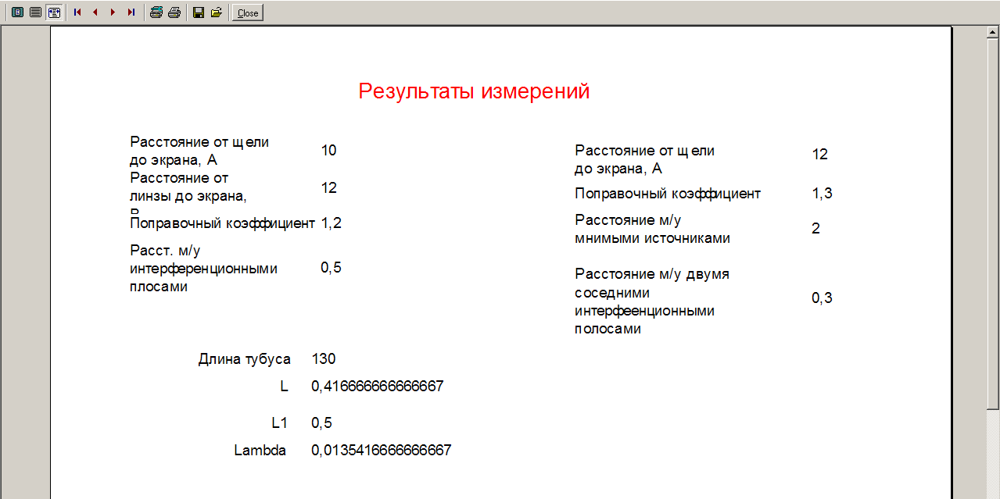 Close
Результаты измерений
Расстояние от щели
до экрана, А
10
Расстояние от
линзы до экрана,
12
Поправочный коэффициент 1,2
Расст. м/у
интерференционными
плосами
0,5
Расстояние от щели
до экрана, А
12
Поправочный коэффициент
1,3
Расстояние м/у
мнимыми источниками
2
Расстояние м/у двумя
соседними
интерфеенционными
полосами
0,3
Длина тубуса 130
L 0,416666666666667
L1 0,5
Lambda 0,0135416666666667